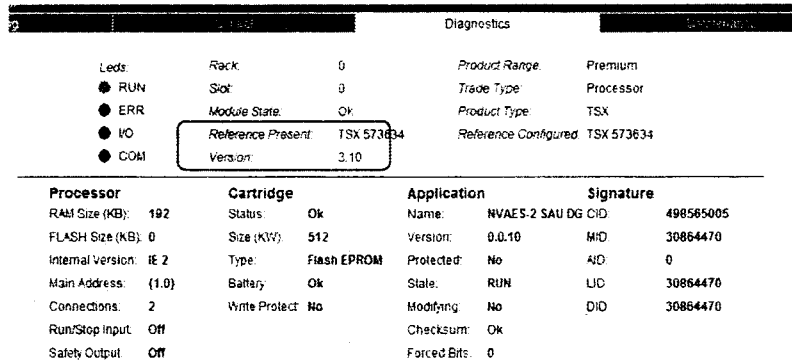 Diagnostics
Leds: Rack: 0 Product Range: Premium
RUN Slot: 0 Trade Type: Processor
ERR Module State: Ok Product Type: TSX
I/O Reference Present: TSX 573634 Reference Configured: TSX 573634
COM Version: 3.10
Processor Cartridge Application Signature
RAM Size (KB): 192 Status: Ok Name: NVAES-2 SAU DG CID: 498565005
FLASH Size (KB): 0 Size (KW): 512 Version: 0.0.10 MID: 30864470
Internal Version: IE 2 Type: Flash EPROM Protected: No AID: 0
Main Address: {1.0} Battery: Ok State: RUN LID: 30864470
Connections: 2 Write Protect: No Modifying: No DID: 30864470
Run/Stop Input: Off Checksum: Ok
Safety Output: Off Forced Bits: 0